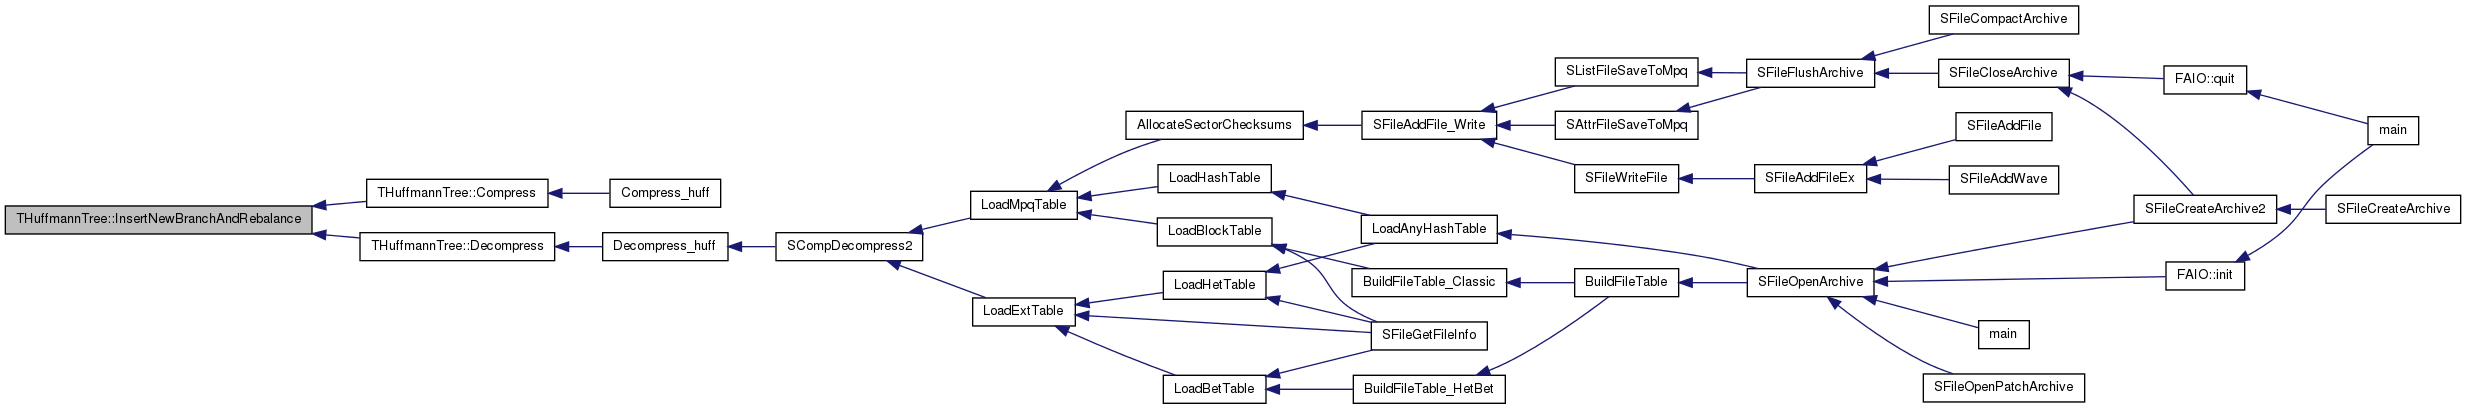 THuffmannTree::InsertNewBranchAndRebalance
THuffmannTree::Compress
Compress_huff
THuffmannTree::Decompress
Decompress_huff
SCompDecompress2
LoadMpqTable
AllocateSectorChecksums
SFileAddFile_Write
SListFileSaveToMpq
SFileFlushArchive
SFileCompactArchive
SFileCloseArchive
FAIO::quit
main
SFileCreateArchive2
SFileCreateArchive
SAttrFileSaveToMpq
SFileWriteFile
SFileAddFileEx
SFileAddFile
SFileAddWave
LoadHashTable
LoadAnyHashTable
SFileOpenArchive
FAIO::init
main
SFileOpenPatchArchive
LoadBlockTable
BuildFileTable_Classic
BuildFileTable
SFileGetFileInfo
LoadExtTable
LoadHetTable
LoadBetTable
BuildFileTable_HetBet